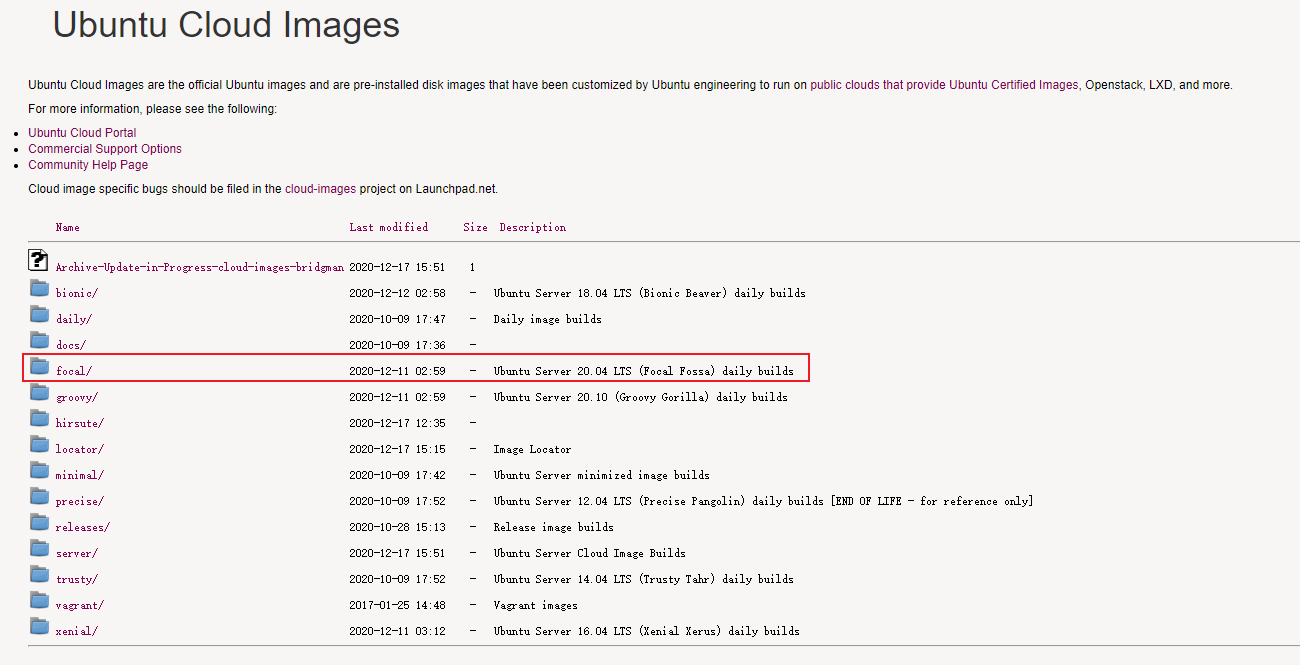 Ubuntu Cloud Images
Ubuntu Cloud Images are the official Ubuntu images and are pre-installed disk images that have been customized by Ubuntu engineering to run on public clouds that provide Ubuntu Certified Images, Openstack, LXD, and more.
For more information, please see the following:
Ubuntu Cloud Portal
Commercial Support Options
Community Help Page
Cloud image specific bugs should be filed in the cloud-images project on Launchpad.net.
Name Last modified Size Description
Archive-Update-in-Progress-cloud-images-bridgman 2020-12-17 15:51 1
bionic/ 2020-12-12 02:58 - Ubuntu Server 18.04 LTS (Bionic Beaver) daily builds
daily/ 2020-10-09 17:47 - Daily image builds
docs/ 2020-10-09 17:36 -
focal/ 2020-12-11 02:59 - Ubuntu Server 20.04 LTS (Focal Fossa) daily builds
groovy/ 2020-12-11 02:59 - Ubuntu Server 20.10 (Groovy Gorilla) daily builds
hirsute/ 2020-12-17 12:35 -
locator/ 2020-12-17 15:15 - Image Locator
minimal/ 2020-10-09 17:42 - Ubuntu Server minimized image builds
precise/ 2020-10-09 17:52 - Ubuntu Server 12.04 LTS (Precise Pangolin) daily builds [END OF LIFE - for reference only]
releases/ 2020-10-28 15:13 - Release image builds
server/ 2020-12-17 15:51 - Ubuntu Server Cloud Image Builds
trusty/ 2020-10-09 17:52 - Ubuntu Server 14.04 LTS (Trusty Tahr) daily builds
vagrant/ 2017-01-25 14:48 - Vagrant images
xenial/ 2020-12-11 03:12 - Ubuntu Server 16.04 LTS (Xenial Xerus) daily builds